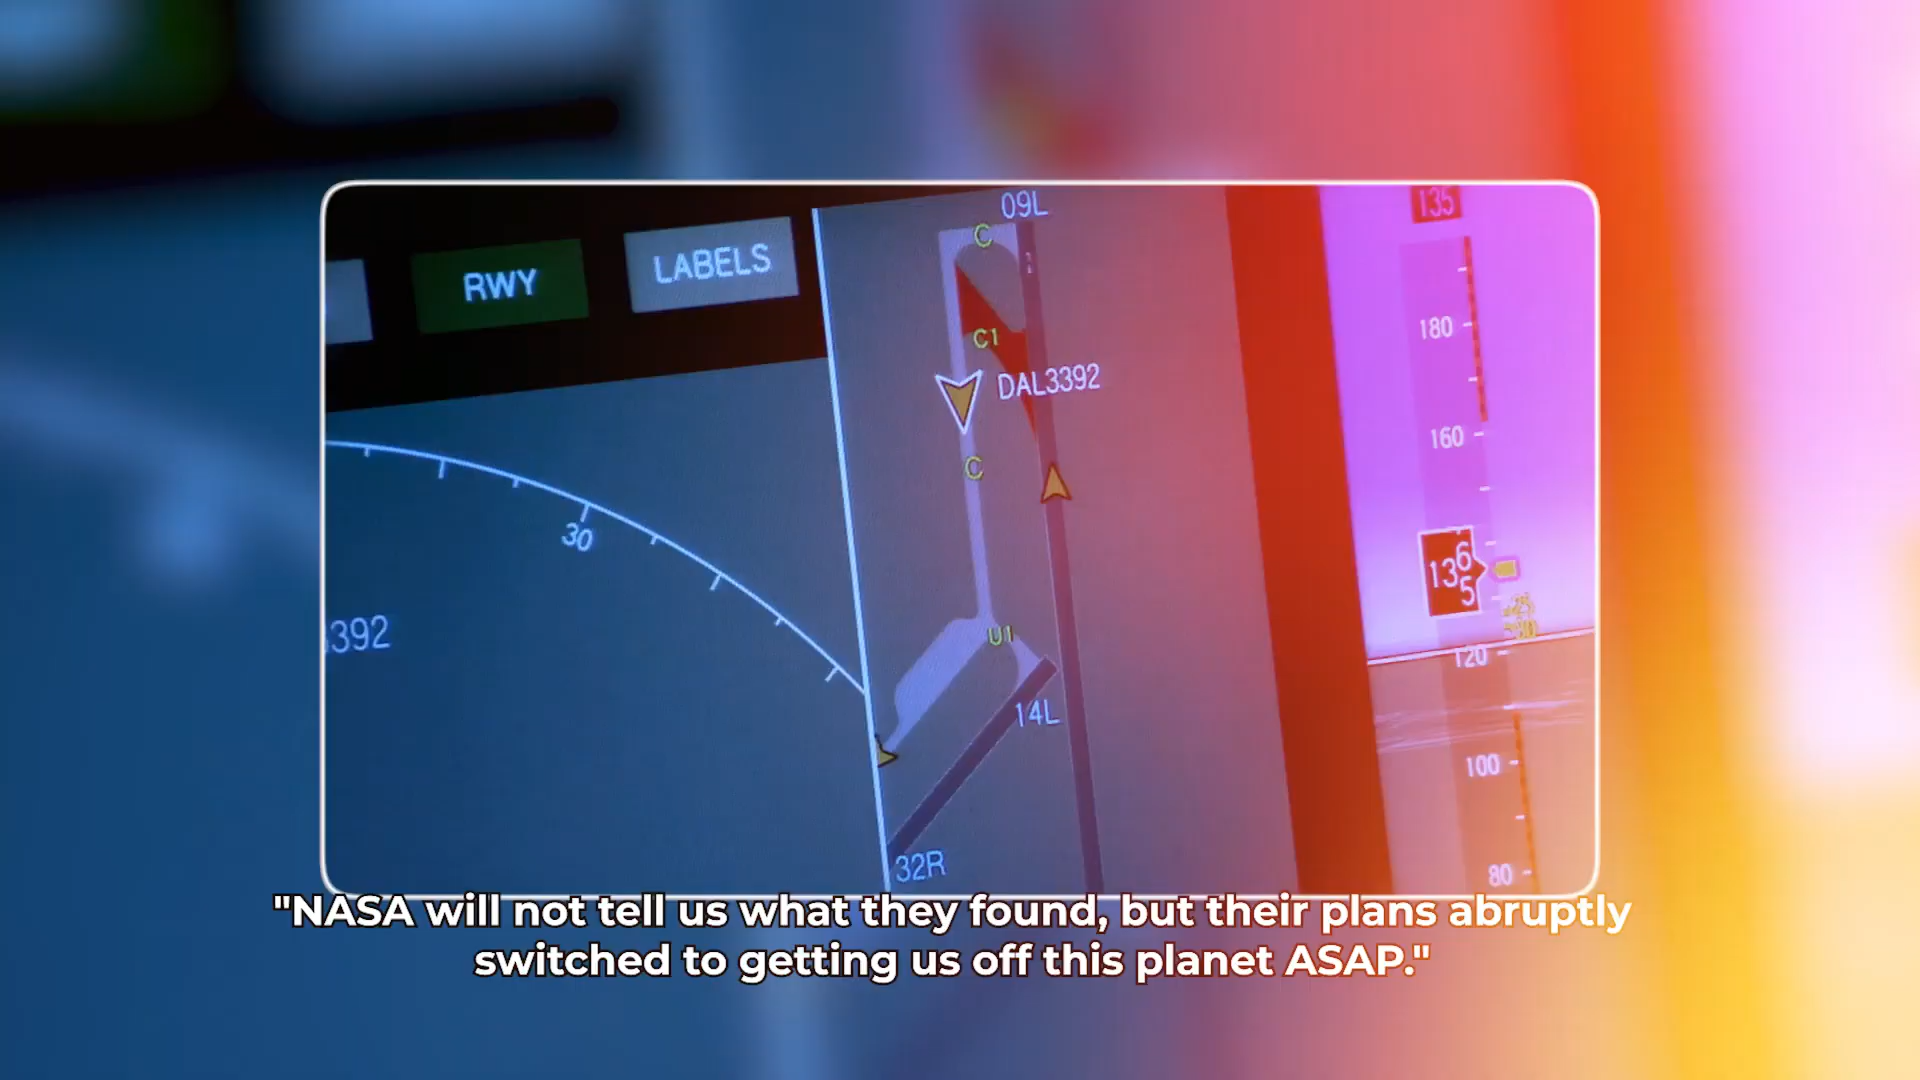 135
09L
C
RWY
LABELS
180
C1
DAL3392
160
C
30
136
5
3392
U1
120
14L
100
32R
80
"NASA will not tell us what they found, but their plans abruptly
switched to getting us off this planet ASAP."